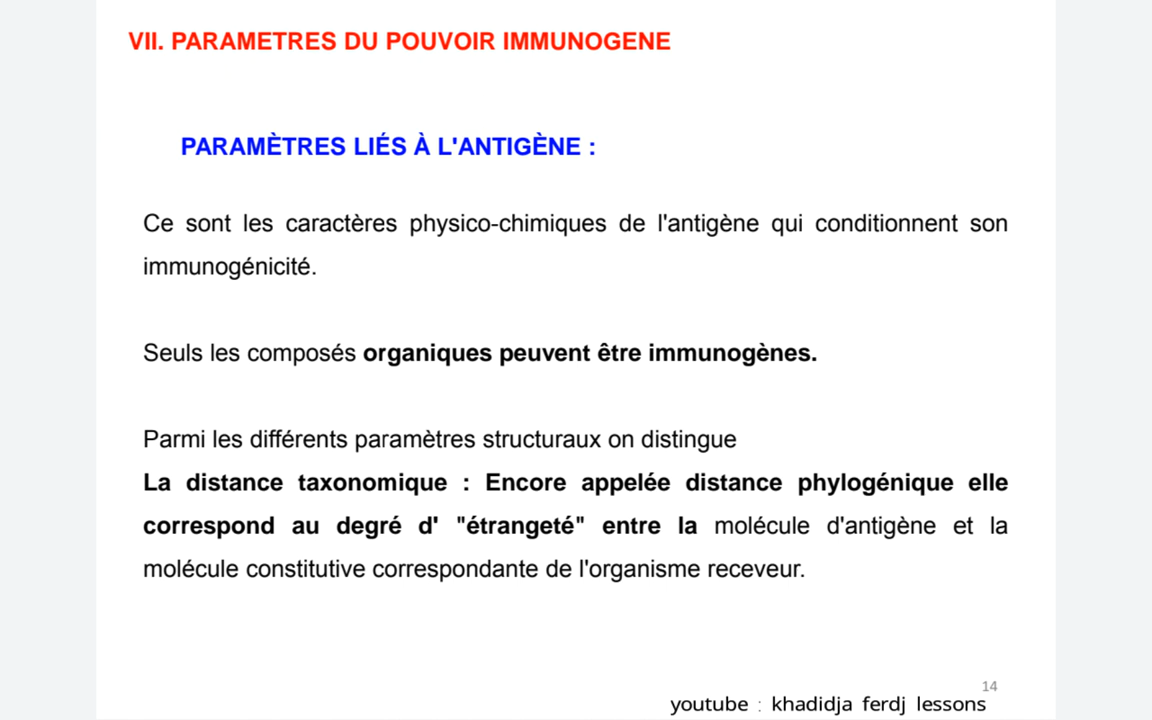 VII. PARAMETRES DU POUVOIR IMMUNOGENE
PARAMÈTRES LIÉS À L'ANTIGÈNE :
Ce sont les caractères physico-chimiques de l'antigène qui conditionnent son
immunogénicité.
Seuls les composés organiques peuvent être immunogènes.
Parmi les différents paramètres structuraux on distingue
La distance taxonomique : Encore appelée distance phylogénique elle
correspond au degré d' "étrangeté" entre la molécule d'antigène et la
molécule constitutive correspondante de l'organisme receveur.
14
youtube : khadidja ferdj lessons